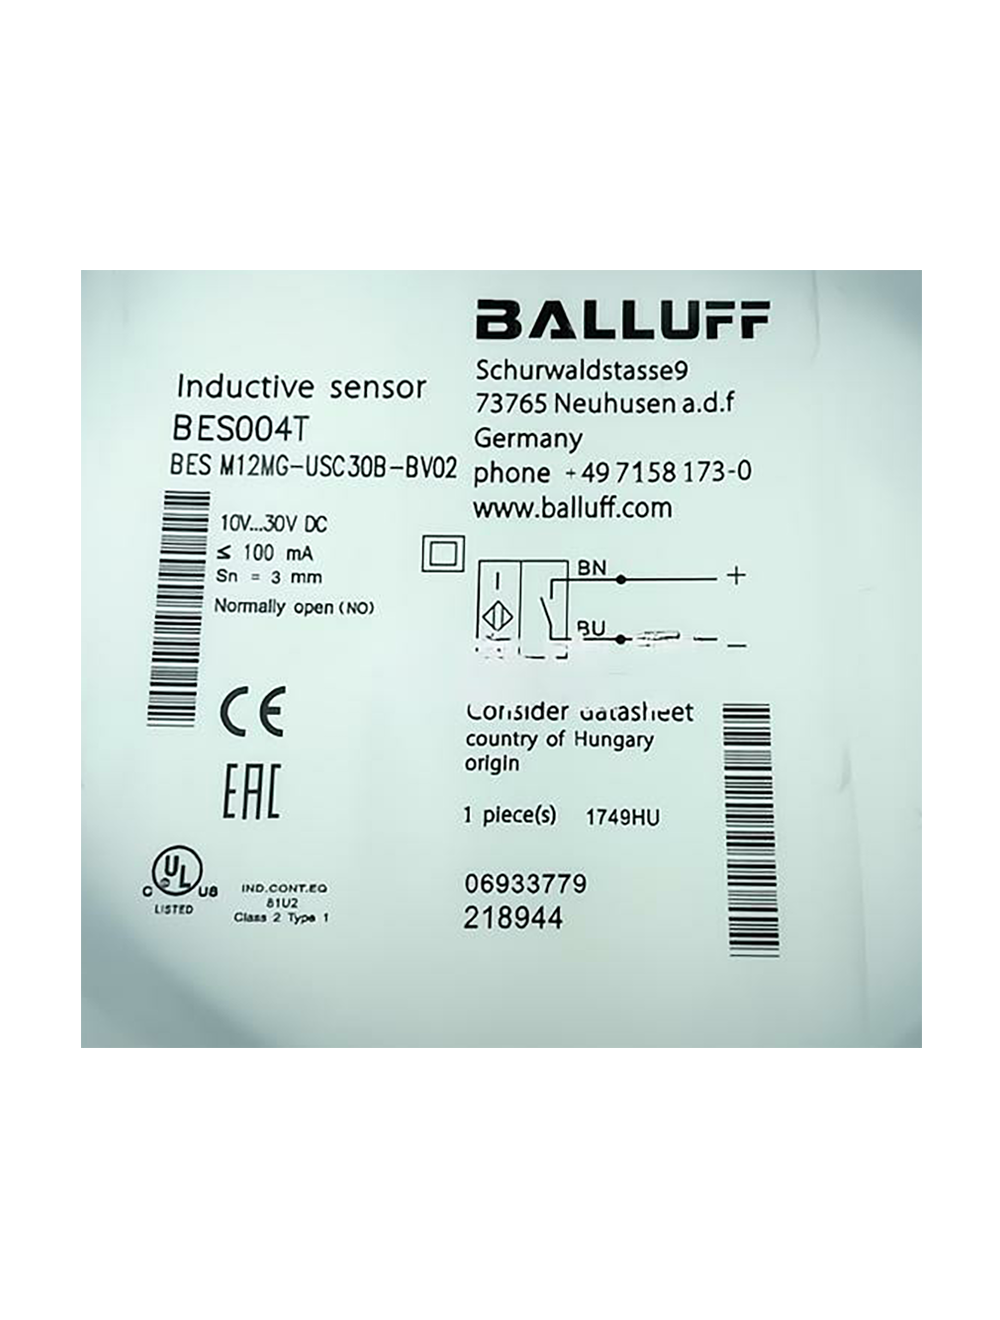 BALLUFF
Schurwaldstasse9
73765 Neuhusen a.d.f
Germany
phone +49 7158 173-0
www.balluff.com
Inductive sensor
BES004T
BES M12MG-USC30B-BV02
10V...30V DC
≤ 100 mA
Sn = 3 mm
Normally open (NO)
BN
+
BU
–
CE
EAC
Consider datasheet
country of Hungary
origin
1 piece(s) 1749HU
06933779
218944
C UL US
LISTED
IND.CONT.EQ
81U2
Class 2 Type 1